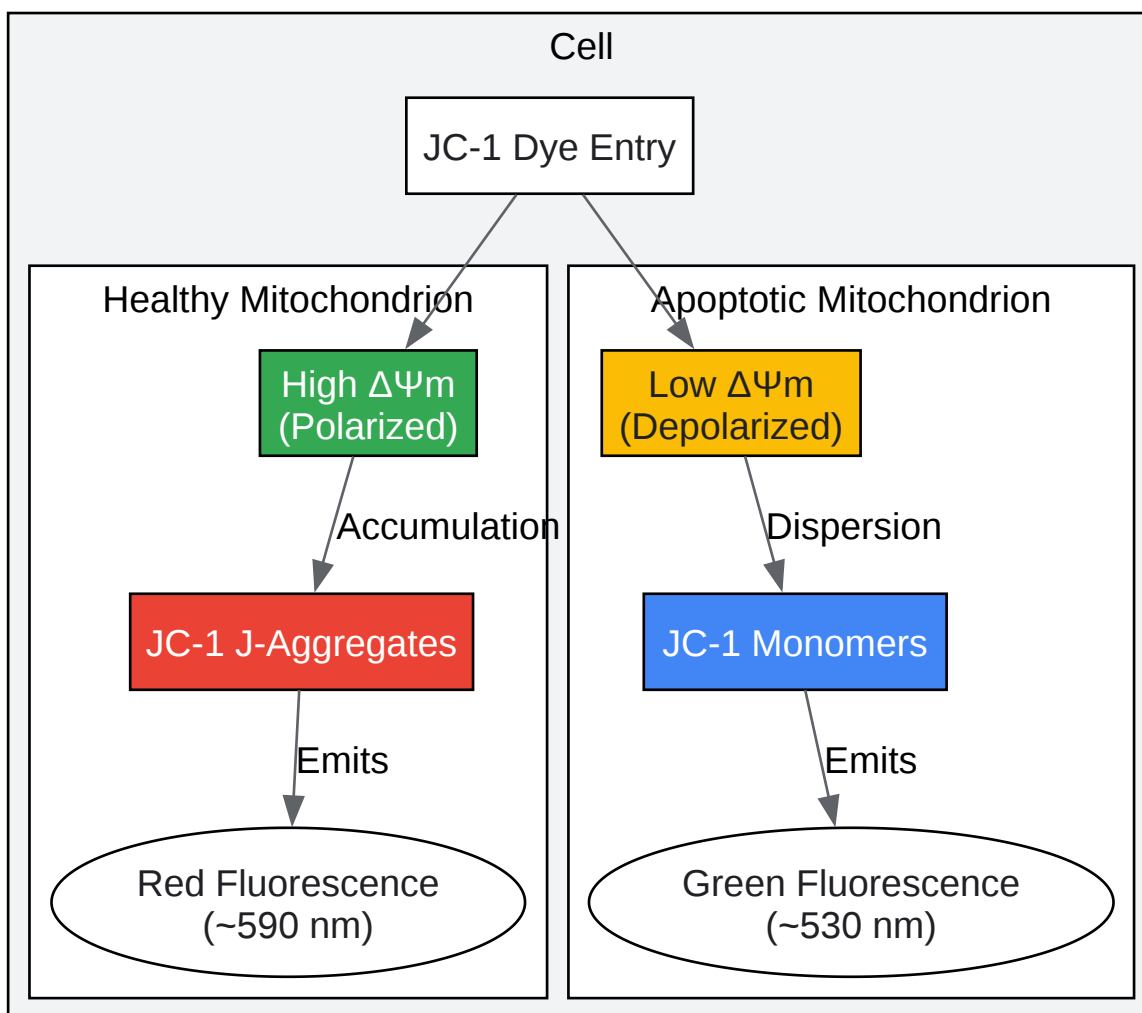 Cell
JC-1 Dye Entry
Healthy Mitochondrion
High ΔΨm
(Polarized)
Accumulation
JC-1 J-Aggregates
Emits
Red Fluorescence
(~590 nm)
Apoptotic Mitochondrion
Low ΔΨm
(Depolarized)
Dispersion
JC-1 Monomers
Emits
Green Fluorescence
(~530 nm)